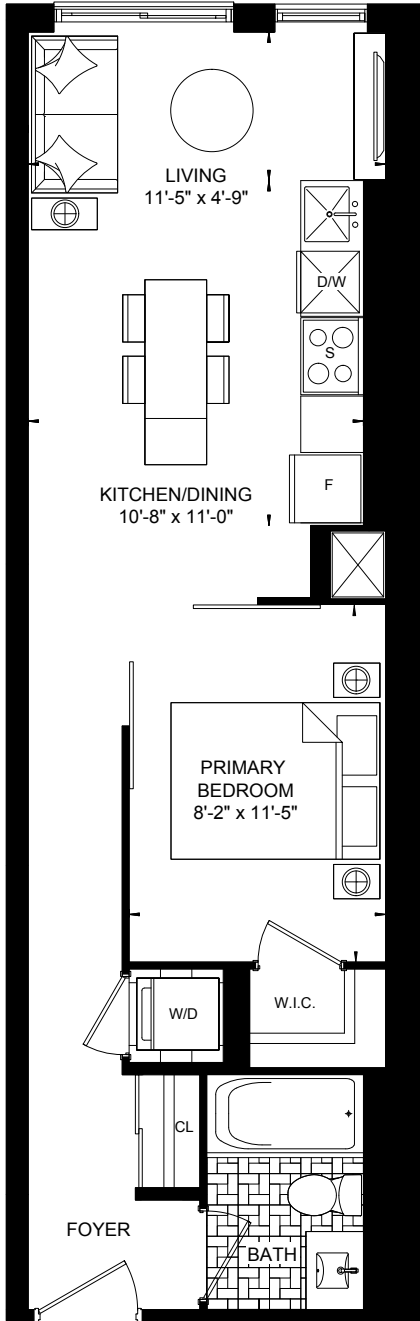 LIVING
11'-5" x 4'-9"
D/W
S
F
KITCHEN/DINING
10'-8" x 11'-0"
PRIMARY
BEDROOM
8'-2" x 11'-5"
W/D
W.I.C.
CL
FOYER
BATH